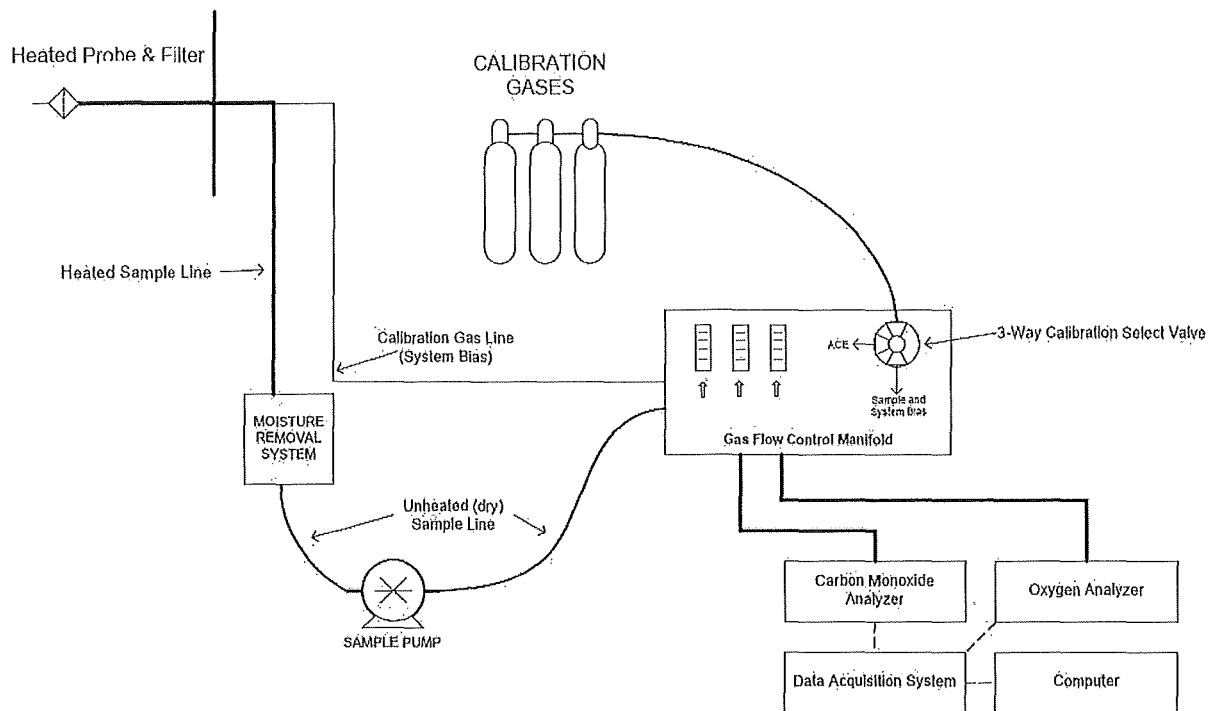 Heated Probe & Filter
CALIBRATION
GASES
Heated Sample Line
Calibration Gas Line
(System Bias)
ACE
3-Way Calibration Select Valve
Sample and
System Bias
Gas Flow Control Manifold
MOISTURE
REMOVAL
SYSTEM
Unheated (dry)
Sample Line
SAMPLE PUMP
Carbon Monoxide
Analyzer
Oxygen Analyzer
Data Acquisition System
Computer